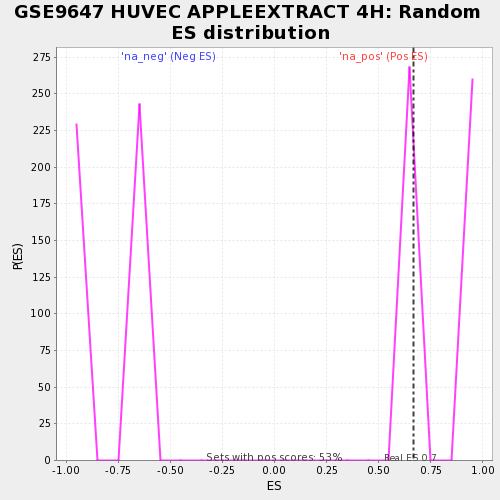 GSE9647 HUVEC APPLEEXTRACT 4H: Random
ES distribution
'na_neg' (Neg ES)
'na_pos' (Pos ES)
275
250
225
200
175
150
125
100
75
50
25
0
P(ES)
Sets with pos scores: 53%
Real ES 0.7
-1.00 -0.75 -0.50 -0.25 0.00 0.25 0.50 0.75 1.00
ES